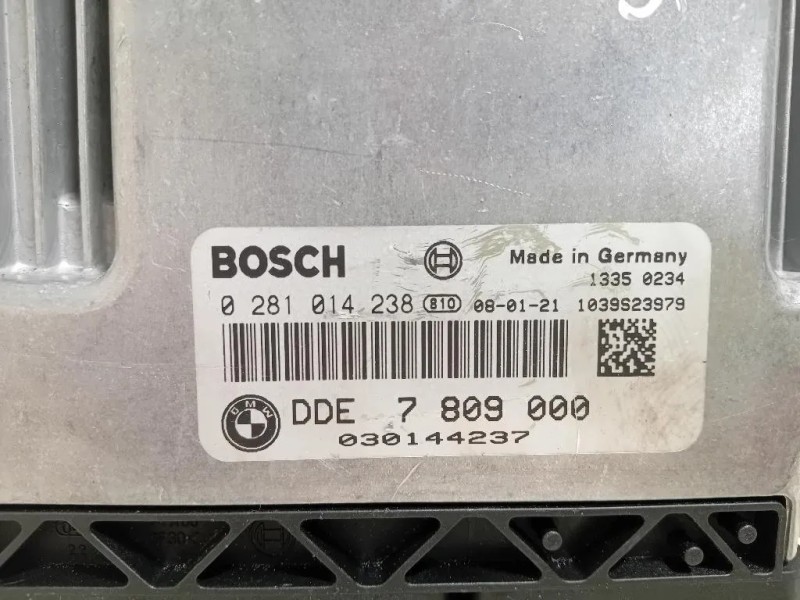 BOSCH Made in Germany
1335 0234
0 281 014 238 810 08-01-21 1039S23979
BMW DDE 7 809 000
030144237